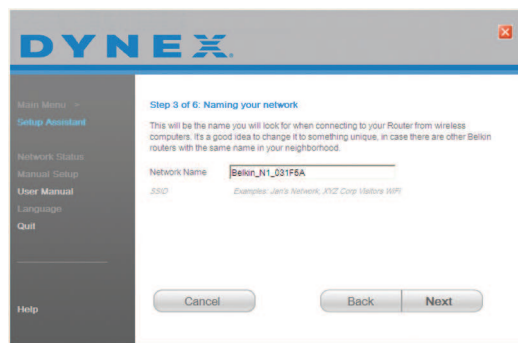 DYNEX
Main Menu >
Setup Assistant
Network Status
Manual Setup
User Manual
Language
Quit
Help
Step 3 of 6: Naming your network
This will be the name you will look for when connecting to your Router from wireless
computers. It's a good idea to change it to something unique, in case there are other Belkin
routers with the same name in your neighborhood.
Network Name Belkin_N1_031F6A
SSID Examples: Jan's Network, XYZ Corp Visitors WiFi
Cancel
Back
Next